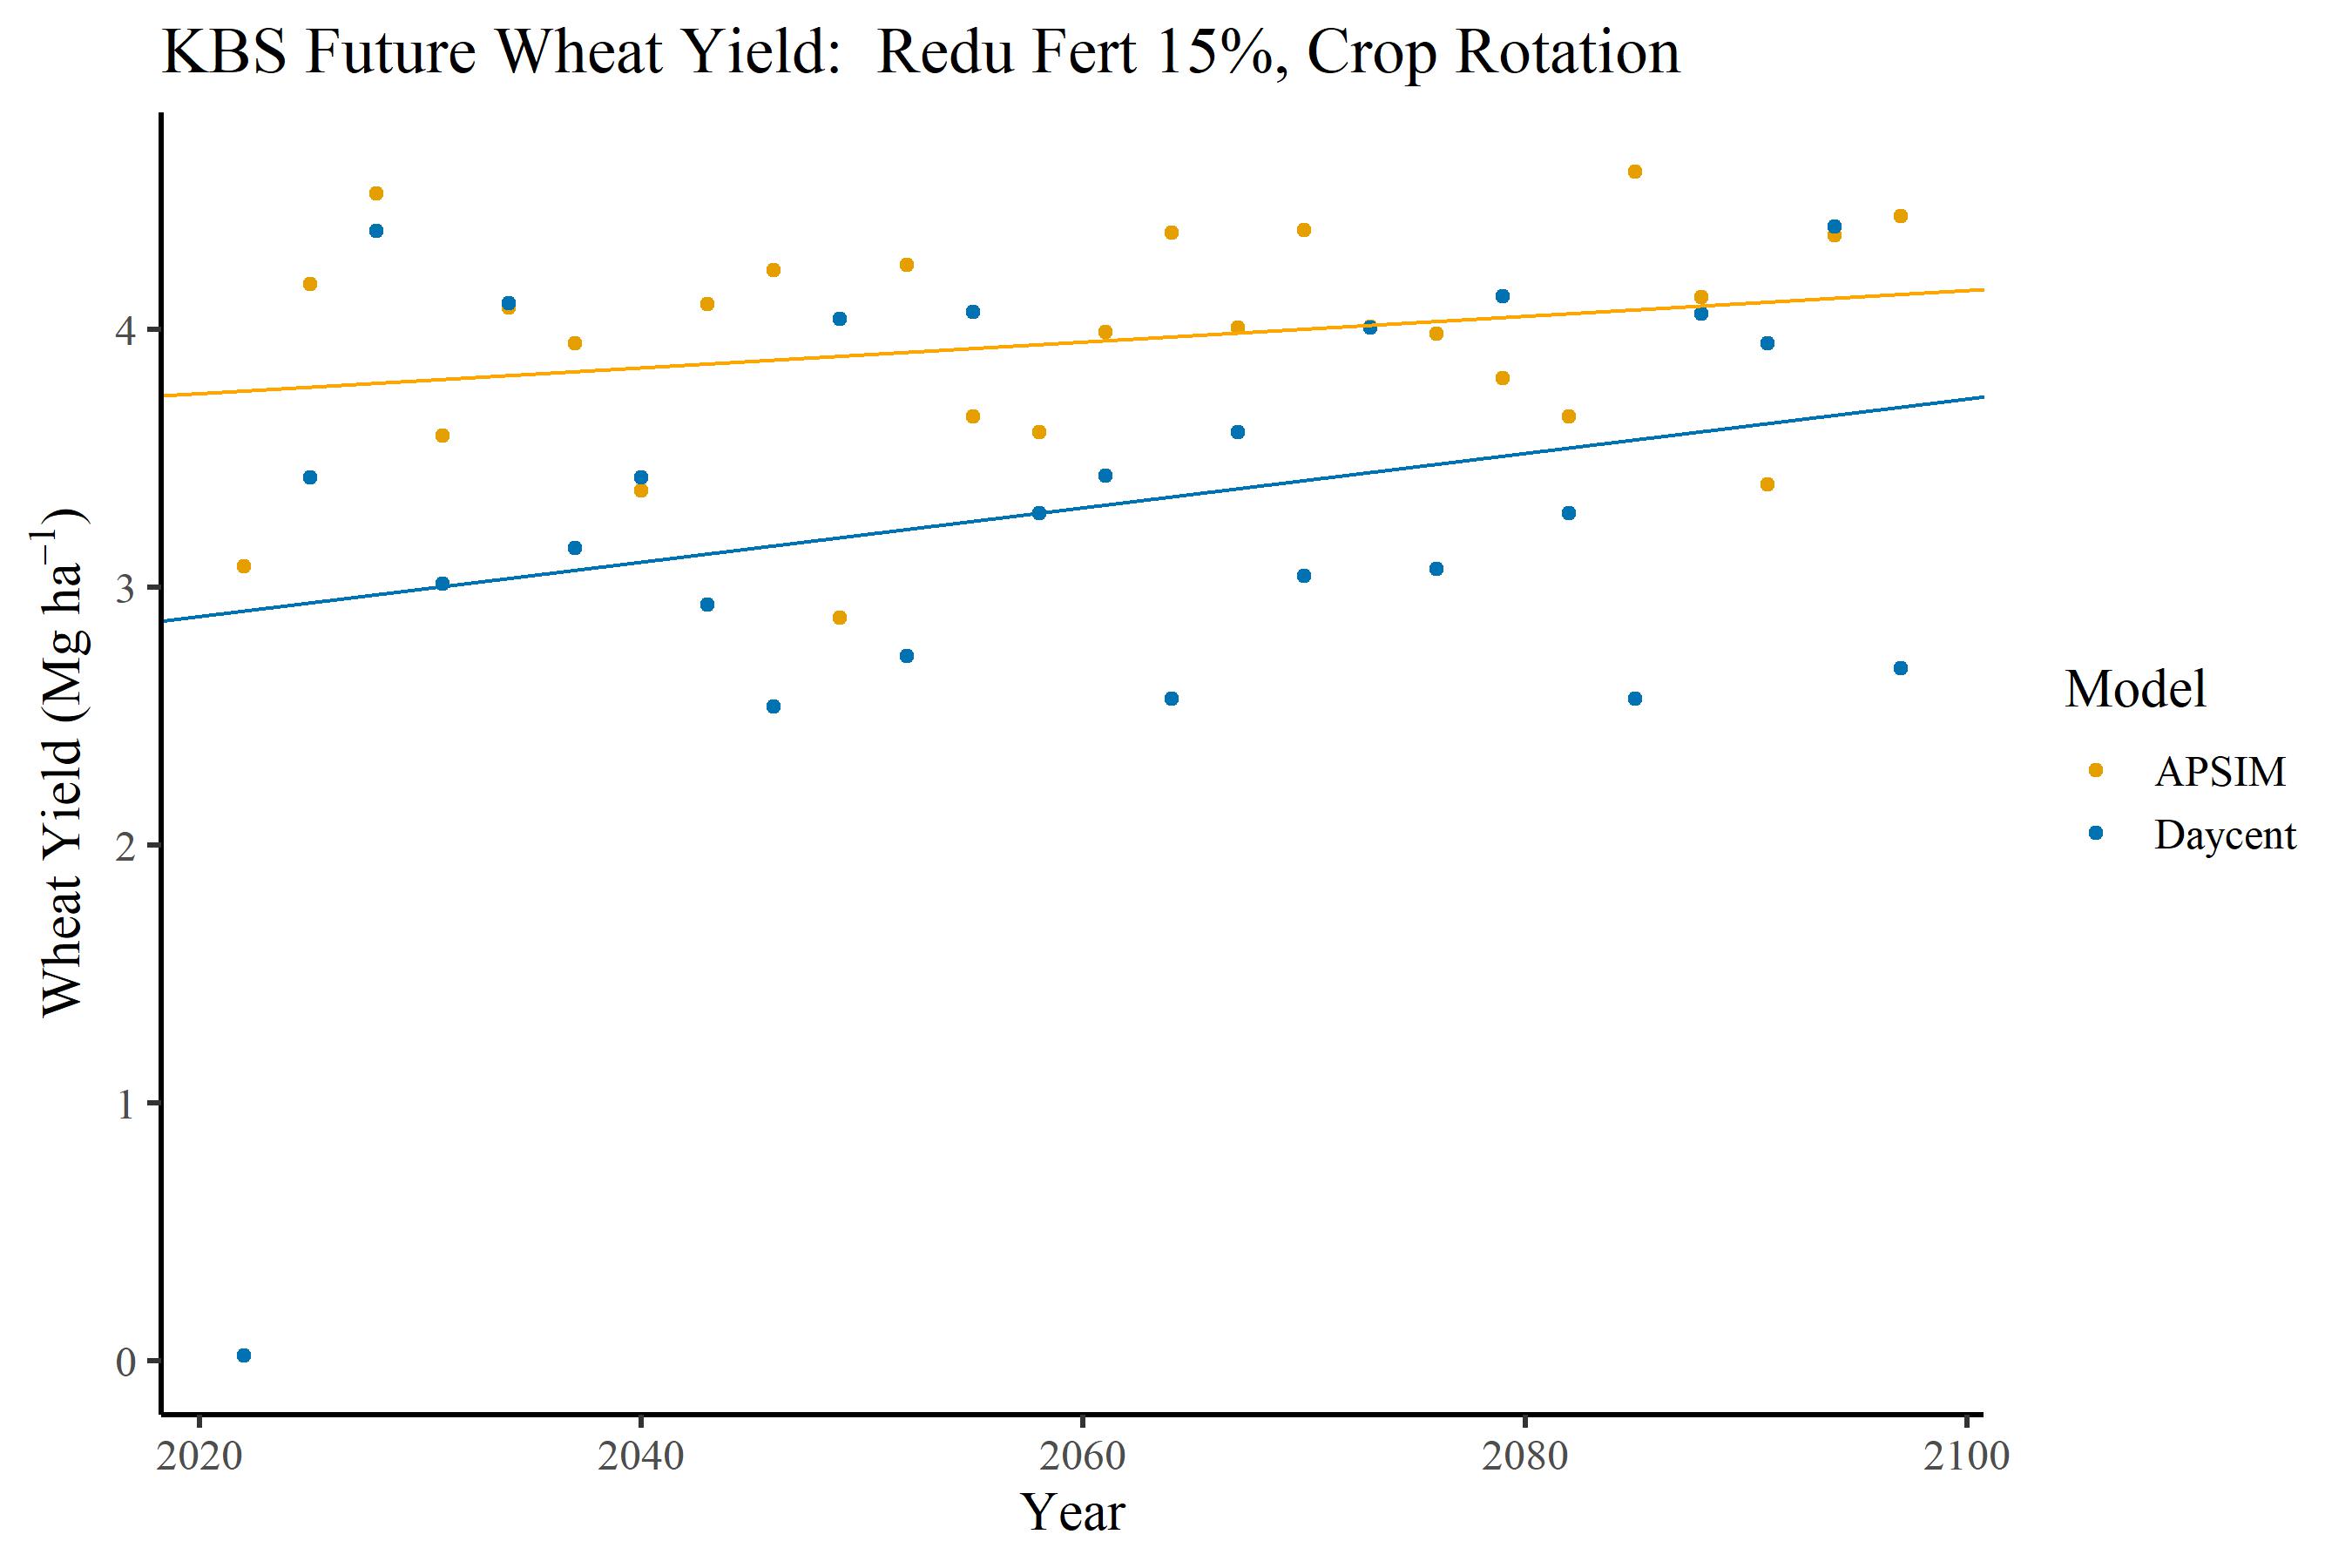 KBS Future Wheat Yield:  Redu Fert 15%, Crop Rotation
Wheat Yield (Mg ha⁻¹)
4
3
2
1
0
2020 2040 2060 2080 2100
Year
Model
APSIM
Daycent